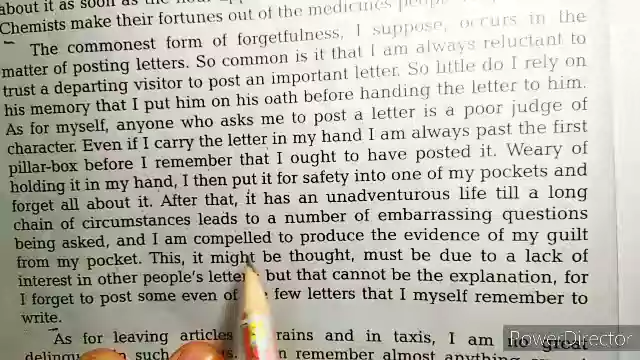 about it as soon as the hour
Chemists make their fortunes out of the medicines people
The commonest form of forgetfulness, I suppose, occurs in the
matter of posting letters. So common is it that I am always reluctant to
trust a departing visitor to post an important letter. So little do I rely on
his memory that I put him on his oath before handing the letter to him.
As for myself, anyone who asks me to post a letter is a poor judge of
character. Even if I carry the letter in my hand I am always past the first
pillar-box before I remember that I ought to have posted it. Weary of
holding it in my hand, I then put it for safety into one of my pockets and
forget all about it. After that, it has an unadventurous life till a long
chain of circumstances leads to a number of embarrassing questions
being asked, and I am compelled to produce the evidence of my guilt
from my pocket. This, it might be thought, must be due to a lack of
interest in other people's letters but that cannot be the explanation, for
I forget to post some even of few letters that I myself remember to
write.
As for leaving articles rains and in taxis, I am no great
in such n remember almost anything
PowerDirector